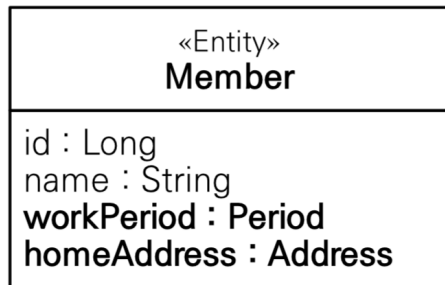 «Entity»
Member
id : Long
name : String
workPeriod : Period
homeAddress : Address